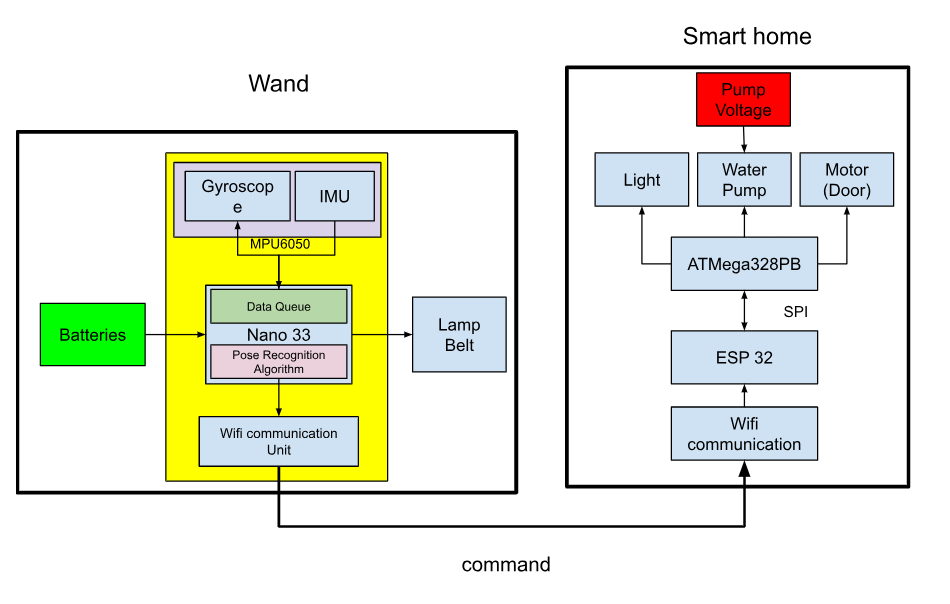 Smart home
Wand
Pump
Voltage
Gyroscop
e
IMU
MPU6050
Light
Water
Pump
Motor
(Door)
Data Queue
Nano 33
Pose Recognition
Algorithm
Batteries
Lamp
Belt
Wifi communication
Unit
ATMega328PB
SPI
ESP 32
Wifi
communication
command